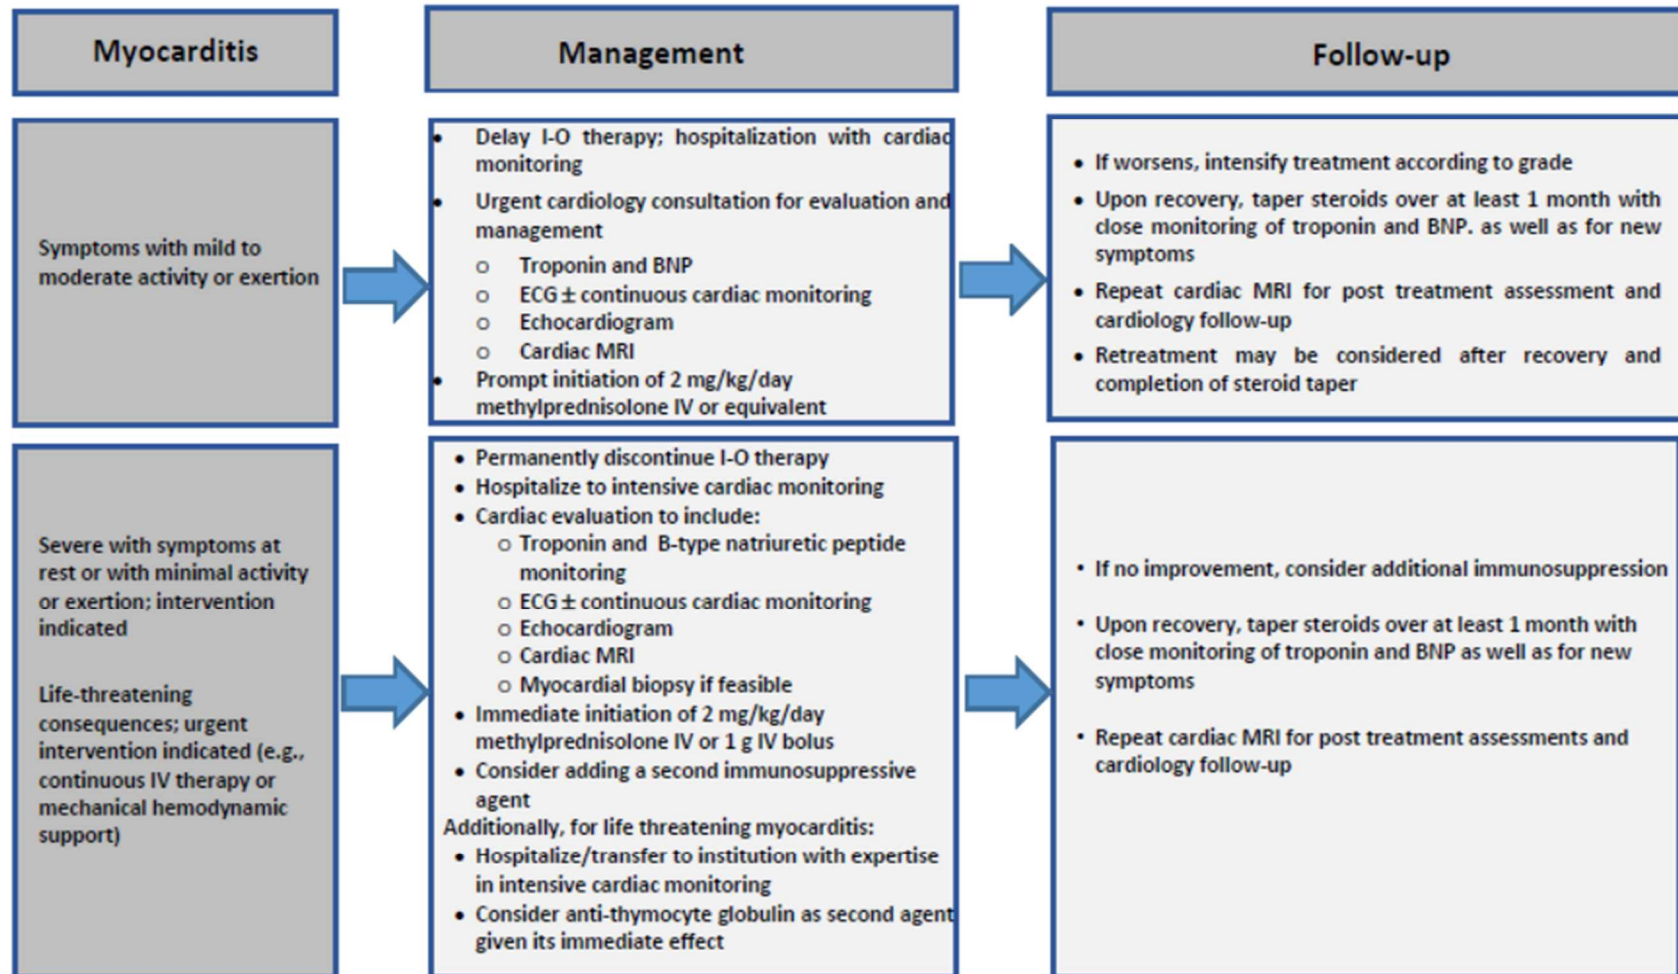 Myocarditis
Management
Follow-up
Symptoms with mild to
moderate activity or exertion
• Delay I-O therapy; hospitalization with cardiac
monitoring
• Urgent cardiology consultation for evaluation and
management
o Troponin and BNP
o ECG ± continuous cardiac monitoring
o Echocardiogram
o Cardiac MRI
• Prompt initiation of 2 mg/kg/day
methylprednisolone IV or equivalent
• If worsens, intensify treatment according to grade
• Upon recovery, taper steroids over at least 1 month with
close monitoring of troponin and BNP. as well as for new
symptoms
• Repeat cardiac MRI for post treatment assessment and
cardiology follow-up
• Retreatment may be considered after recovery and
completion of steroid taper
Severe with symptoms at
rest or with minimal activity
or exertion; intervention
indicated
Life-threatening
consequences; urgent
intervention indicated (e.g.,
continuous IV therapy or
mechanical hemodynamic
support)
• Permanently discontinue I-O therapy
• Hospitalize to intensive cardiac monitoring
• Cardiac evaluation to include:
o Troponin and B-type natriuretic peptide
monitoring
o ECG ± continuous cardiac monitoring
o Echocardiogram
o Cardiac MRI
o Myocardial biopsy if feasible
• Immediate initiation of 2 mg/kg/day
methylprednisolone IV or 1 g IV bolus
• Consider adding a second immunosuppressive
agent
Additionally, for life threatening myocarditis:
• Hospitalize/transfer to institution with expertise
in intensive cardiac monitoring
• Consider anti-thymocyte globulin as second agent
given its immediate effect
• If no improvement, consider additional immunosuppression
• Upon recovery, taper steroids over at least 1 month with
close monitoring of troponin and BNP as well as for new
symptoms
• Repeat cardiac MRI for post treatment assessments and
cardiology follow-up